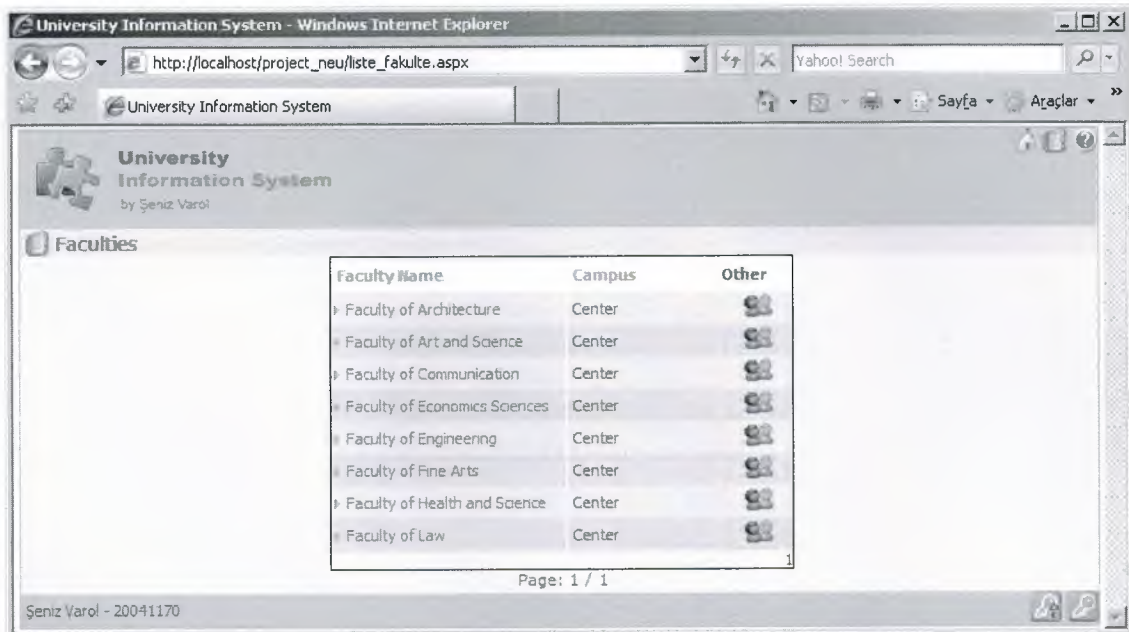 University Information System - Windows Internet Explorer
http://localhost/project_neu/liste_fakulte.aspx
Yahoo! Search
University Information System
Sayfa
Araçlar
»
University
Information System
by Şeniz Varol
Faculties
Faculty Name Campus Other
Faculty of Architecture Center
Faculty of Art and Science Center
Faculty of Communication Center
Faculty of Economics Sciences Center
Faculty of Engineering Center
Faculty of Fine Arts Center
Faculty of Health and Science Center
Faculty of Law Center
1
Page: 1 / 1
Şeniz Varol - 20041170